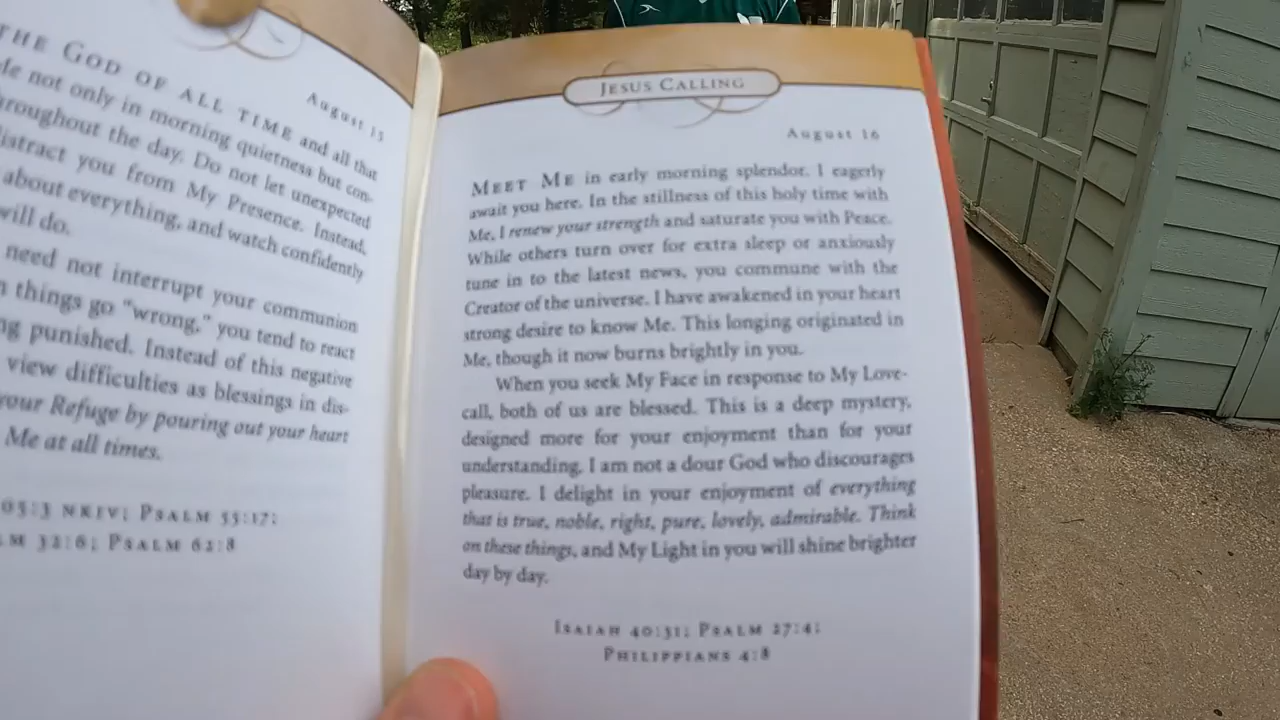 THE GOD OF ALL TIME and all that
not only in morning quietness but con-
throughout the day. Do not let unexpected
distract you from My Presence. Instead,
about everything, and watch confidently
will do.
need not interrupt your communion
things go "wrong," you tend to react
punished. Instead of this negative
view difficulties as blessings in dis-
your Refuge by pouring out your heart
Me at all times.
05:3 NKJV; PSALM 55:17;
32:6; PSALM 62:8
August 15
JESUS CALLING
August 16
MEET ME in early morning splendor. I eagerly
await you here. In the stillness of this holy time with
Me, I renew your strength and saturate you with Peace.
While others turn over for extra sleep or anxiously
tune in to the latest news, you commune with the
Creator of the universe. I have awakened in your heart
strong desire to know Me. This longing originated in
Me, though it now burns brightly in you.
When you seek My Face in response to My Love-
call, both of us are blessed. This is a deep mystery,
designed more for your enjoyment than for your
understanding. I am not a dour God who discourages
pleasure. I delight in your enjoyment of everything
that is true, noble, right, pure, lovely, admirable. Think
on these things, and My Light in you will shine brighter
day by day.
ISAIAH 40:31; PSALM 27:4;
PHILIPPIANS 4:8